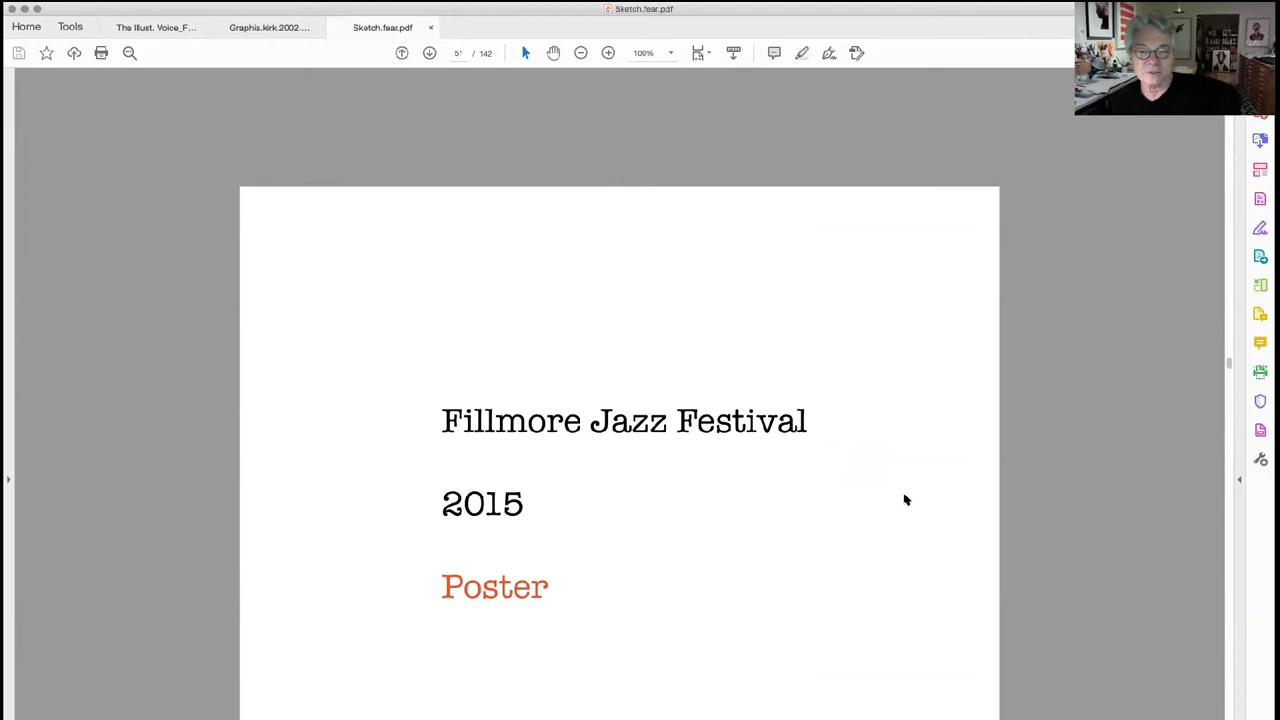 Sketch.fear.pdf
Home Tools The Illust. Voice_F... Graphis.kirk.2002.... Sketch.fear.pdf ×
51 / 142 100%
Fillmore Jazz Festival
2015
Poster